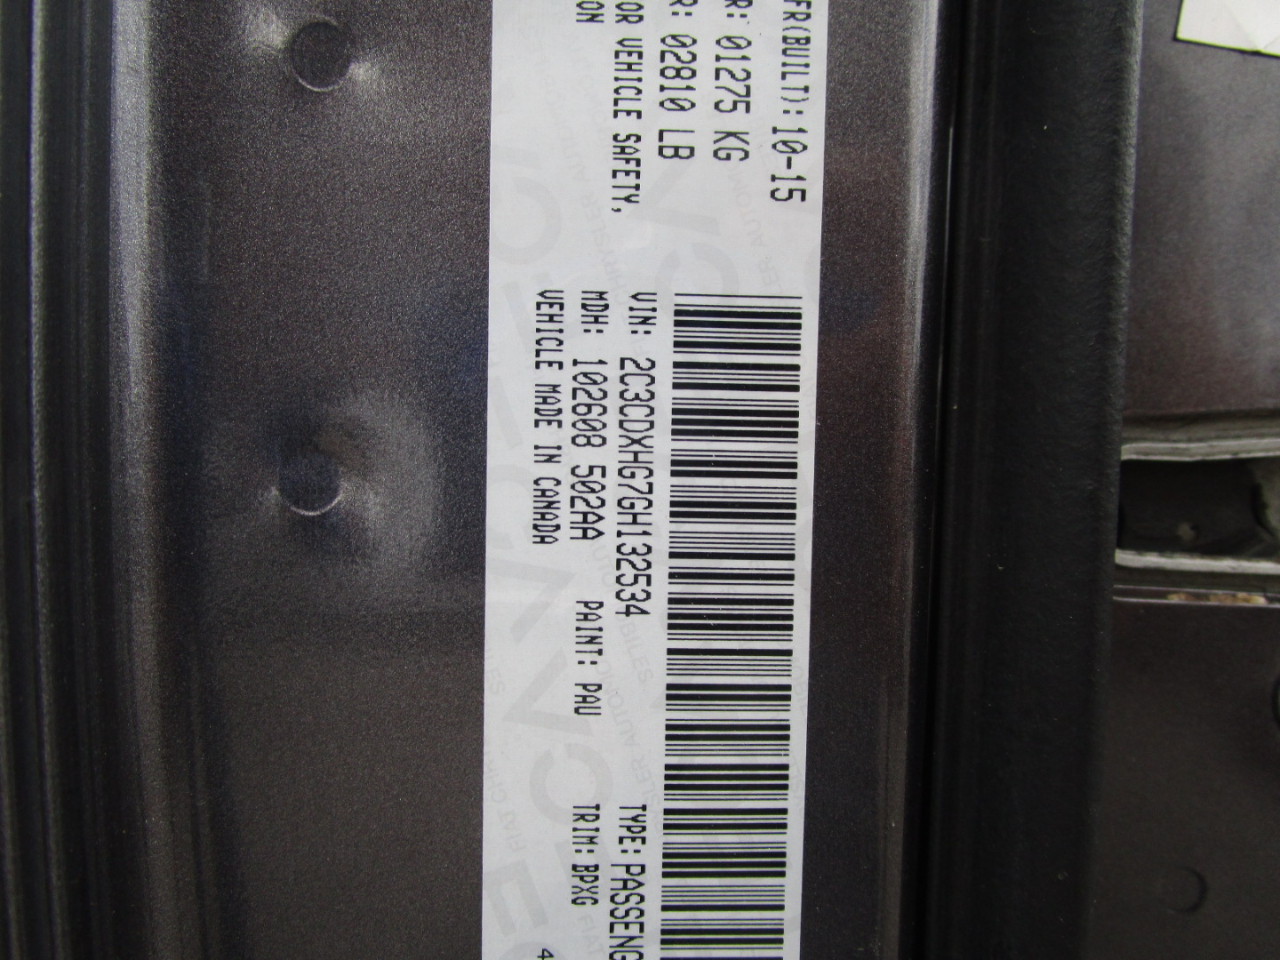 FR(BUILT): 10-15
R: 01275 KG
R: 02810 LB
OR VEHICLE SAFETY,
ON
VIN: 2C3CDXHG7GH132534 TYPE: PASSENG
MDH: 102608 502AA PAINT: PAU TRIM: BPXG
VEHICLE MADE IN CANADA 4